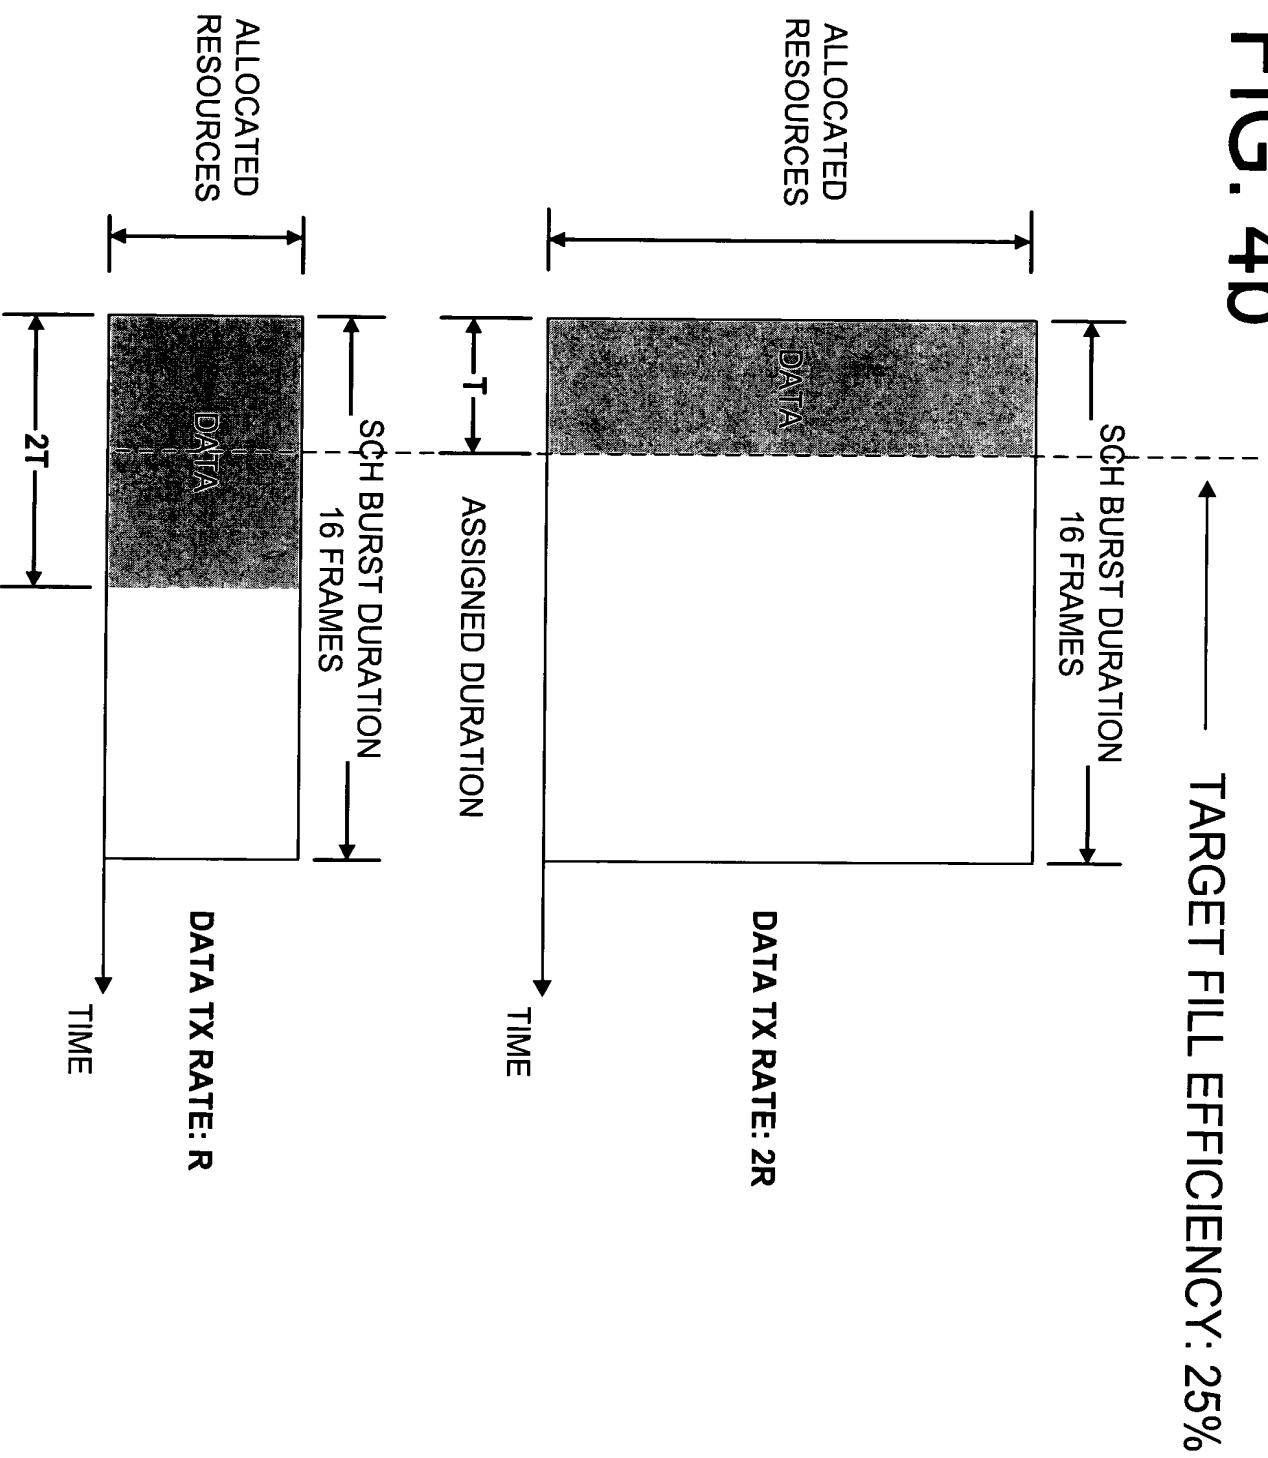 FIG. 4b
TARGET FILL EFFICIENCY: 25%
SCH BURST DURATION
16 FRAMES
ALLOCATED
RESOURCES
DATA
DATA TX RATE: 2R
TIME
T
ASSIGNED DURATION
SCH BURST DURATION
16 FRAMES
ALLOCATED
RESOURCES
DATA
DATA TX RATE: R
TIME
2T